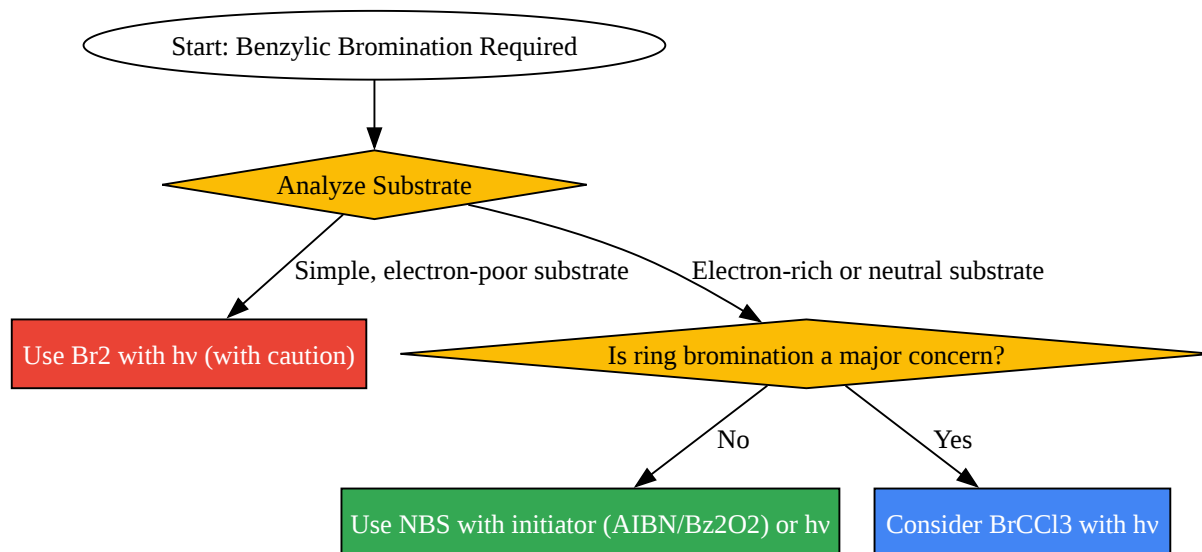 Start: Benzylic Bromination Required
Analyze Substrate
Simple, electron-poor substrate
Electron-rich or neutral substrate
Use Br2 with hν (with caution)
Is ring bromination a major concern?
No
Yes
Use NBS with initiator (AIBN/Bz2O2) or hν
Consider BrCCl3 with hν